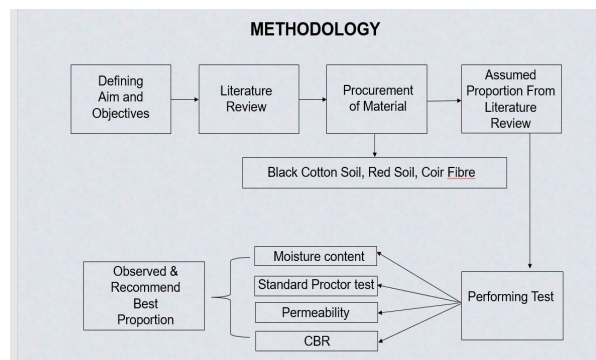 METHODOLOGY
Defining
Aim and
Objectives
Literature
Review
Procurement
of Material
Assumed
Proportion From
Literature
Review
Black Cotton Soil, Red Soil, Coir Fibre
Moisture content
Standard Proctor test
Permeability
CBR
Performing Test
Observed &
Recommend
Best
Proportion